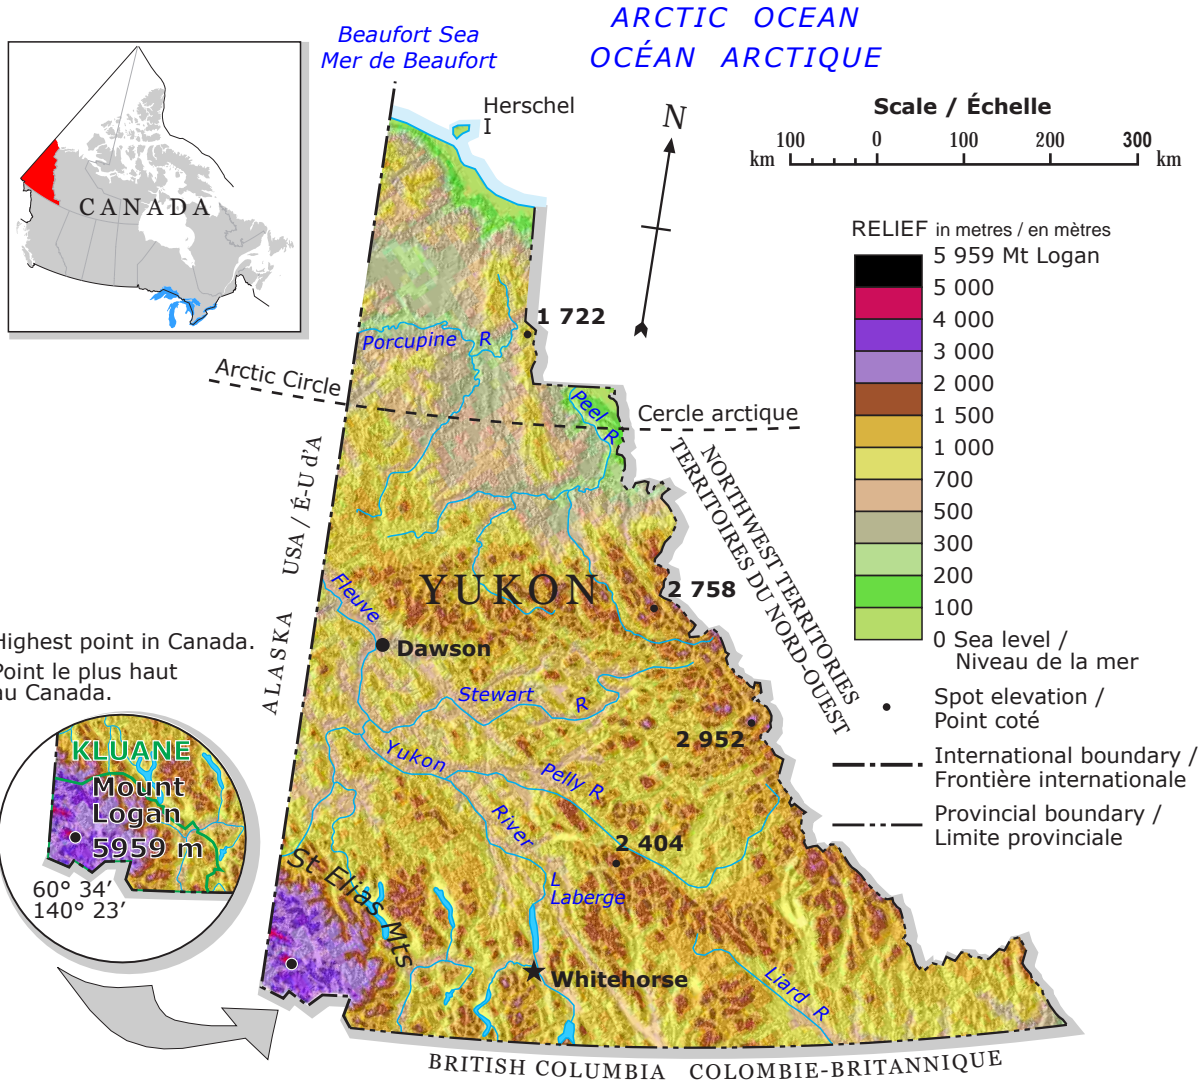 ARCTIC OCEAN
OCÉAN ARCTIQUE
Beaufort Sea
Mer de Beaufort
Herschel
I
N
Scale / Échelle
100 0 100 200 300
km km
CANADA
RELIEF in metres / en mètres
5 959 Mt Logan
5 000
4 000
3 000
2 000
1 500
1 000
700
500
300
200
100
0 Sea level /
Niveau de la mer
Spot elevation /
Point coté
International boundary /
Frontière internationale
Provincial boundary /
Limite provinciale
1 722
Porcupine R
Arctic Circle
Cercle arctique
Peel R
NORTHWEST TERRITORIES
TERRITOIRES DU NORD-OUEST
ALASKA USA / É-U d'A
YUKON
2 758
Fleuve
Dawson
Stewart R
2 952
Yukon
River
Pelly R
2 404
L
Laberge
St Elias Mts
Whitehorse
Liard R
BRITISH COLUMBIA COLOMBIE-BRITANNIQUE
Highest point in Canada.
Point le plus haut
au Canada.
KLUANE
Mount
Logan
5959 m
60° 34′
140° 23′